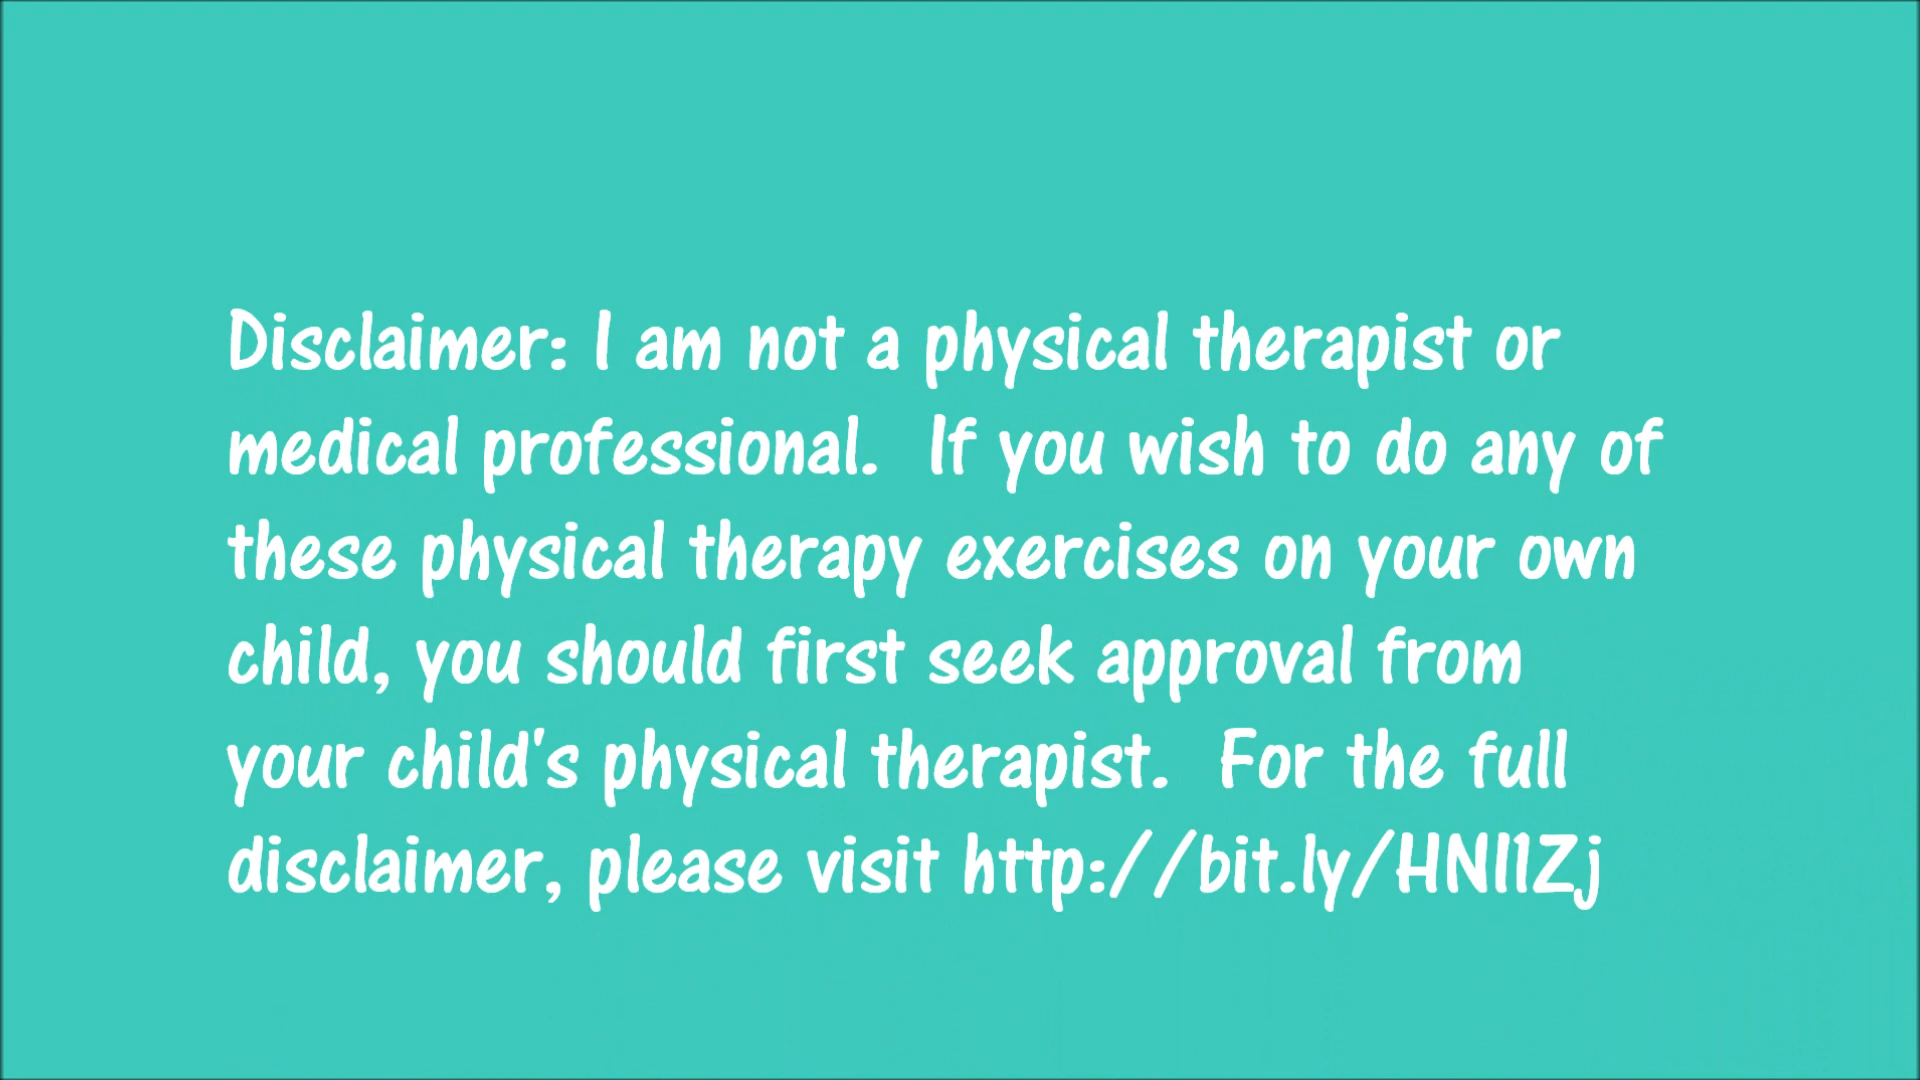 Disclaimer: I am not a physical therapist or
medical professional.  If you wish to do any of
these physical therapy exercises on your own
child, you should first seek approval from
your child's physical therapist.  For the full
disclaimer, please visit http://bit.ly/HNl1Zj